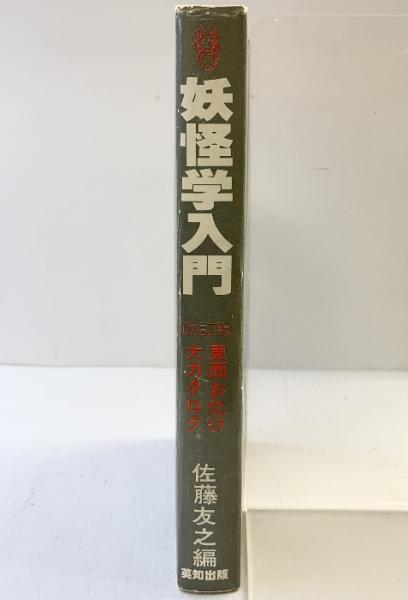 妖怪学入門
改訂版
東西お化け
大カタログ
佐藤友之編
英知出版